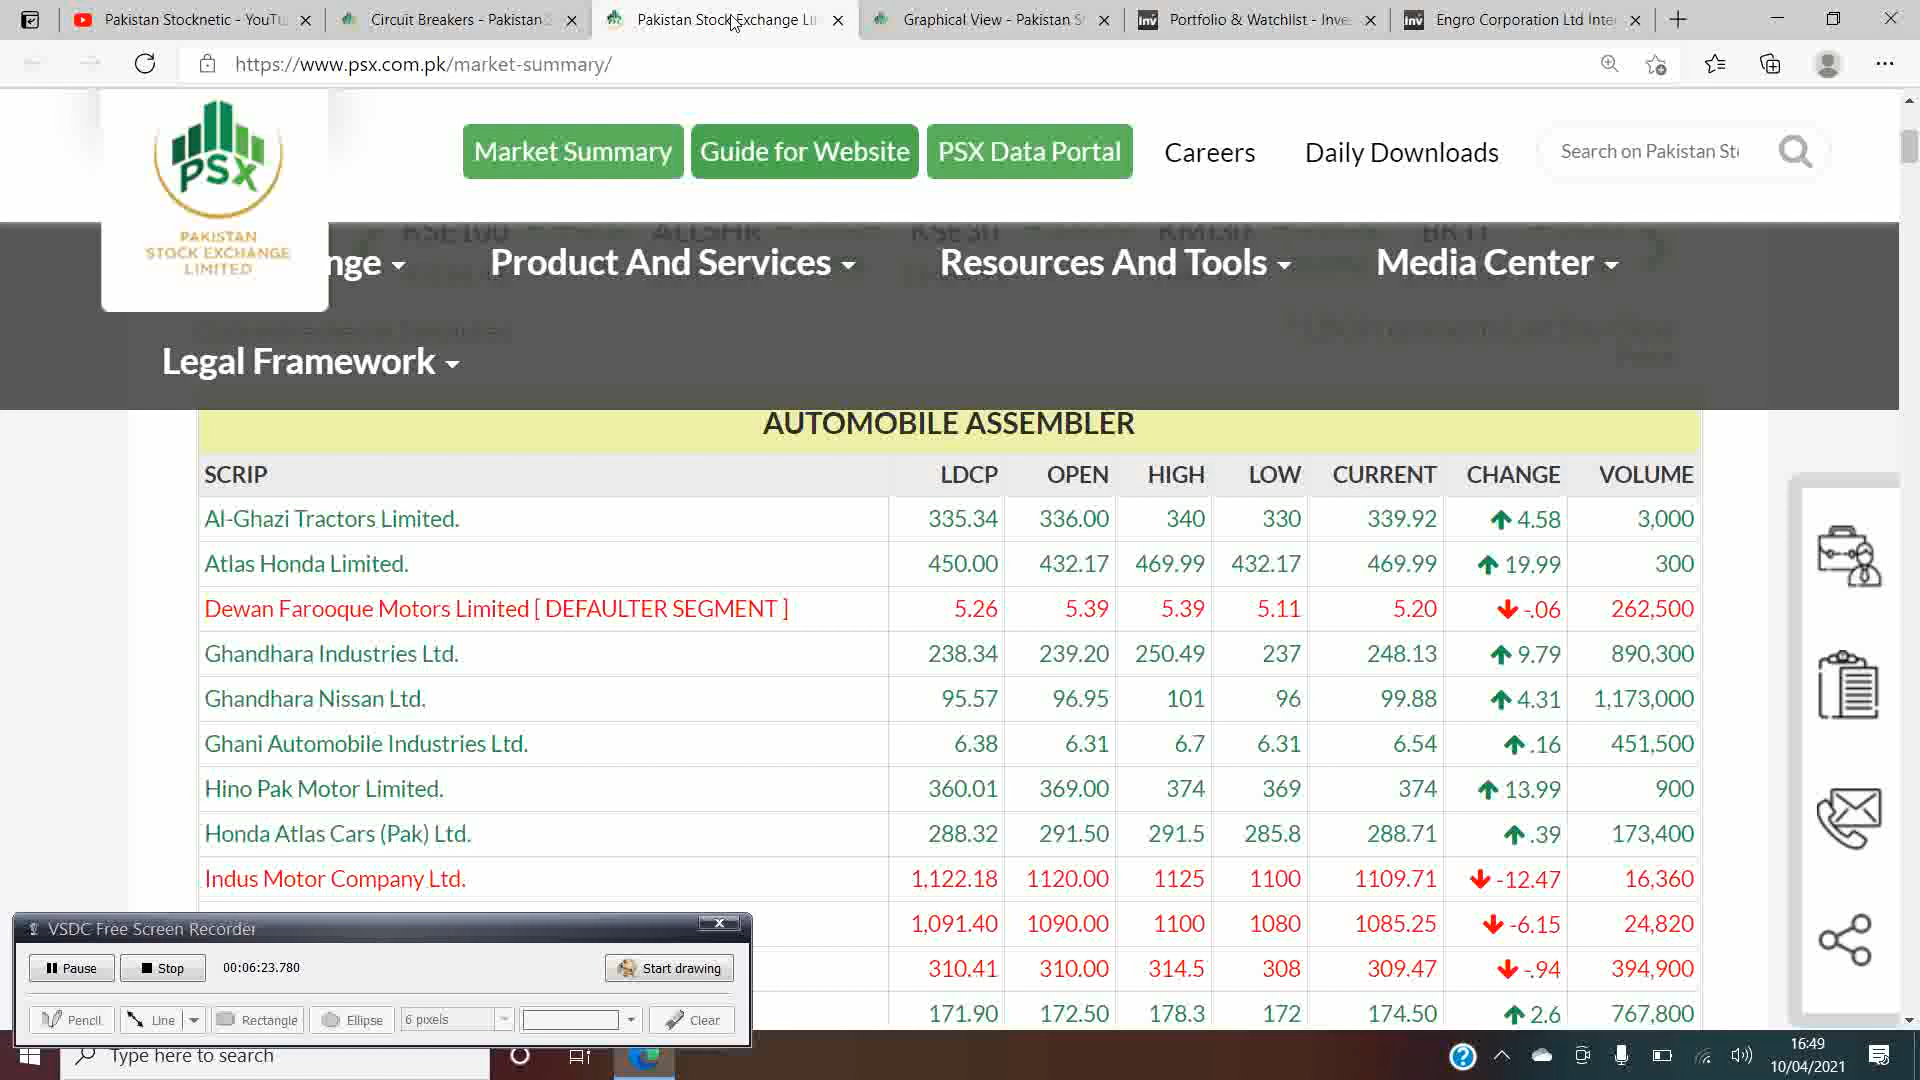 Pakistan Stocknetic - YouTu
Circuit Breakers - Pakistan S
Pakistan Stock Exchange Li
Graphical View - Pakistan St
Portfolio & Watchlist - Inves
Engro Corporation Ltd Inte
https://www.psx.com.pk/market-summary/
PSX
PAKISTAN
STOCK EXCHANGE
LIMITED
Market Summary
Guide for Website
PSX Data Portal
Careers
Daily Downloads
Search on Pakistan Sto
KSE100 ALLSHR KSE30 KMI30 BKTI
nge
Product And Services
Resources And Tools
Media Center
Legal Framework
AUTOMOBILE ASSEMBLER
SCRIP LDCP OPEN HIGH LOW CURRENT CHANGE VOLUME
Al-Ghazi Tractors Limited. 335.34 336.00 340 330 339.92 4.58 3,000
Atlas Honda Limited. 450.00 432.17 469.99 432.17 469.99 19.99 300
Dewan Farooque Motors Limited [ DEFAULTER SEGMENT ] 5.26 5.39 5.39 5.11 5.20 -.06 262,500
Ghandhara Industries Ltd. 238.34 239.20 250.49 237 248.13 9.79 890,300
Ghandhara Nissan Ltd. 95.57 96.95 101 96 99.88 4.31 1,173,000
Ghani Automobile Industries Ltd. 6.38 6.31 6.7 6.31 6.54 .16 451,500
Hino Pak Motor Limited. 360.01 369.00 374 369 374 13.99 900
Honda Atlas Cars (Pak) Ltd. 288.32 291.50 291.5 285.8 288.71 .39 173,400
Indus Motor Company Ltd. 1,122.18 1120.00 1125 1100 1109.71 -12.47 16,360
1,091.40 1090.00 1100 1080 1085.25 -6.15 24,820
310.41 310.00 314.5 308 309.47 -.94 394,900
171.90 172.50 178.3 172 174.50 2.6 767,800
VSDC Free Screen Recorder
Pause
Stop
00:06:23.780
Start drawing
Pencil
Line
Rectangle
Ellipse
6 pixels
Clear
Type here to search
16:49
10/04/2021